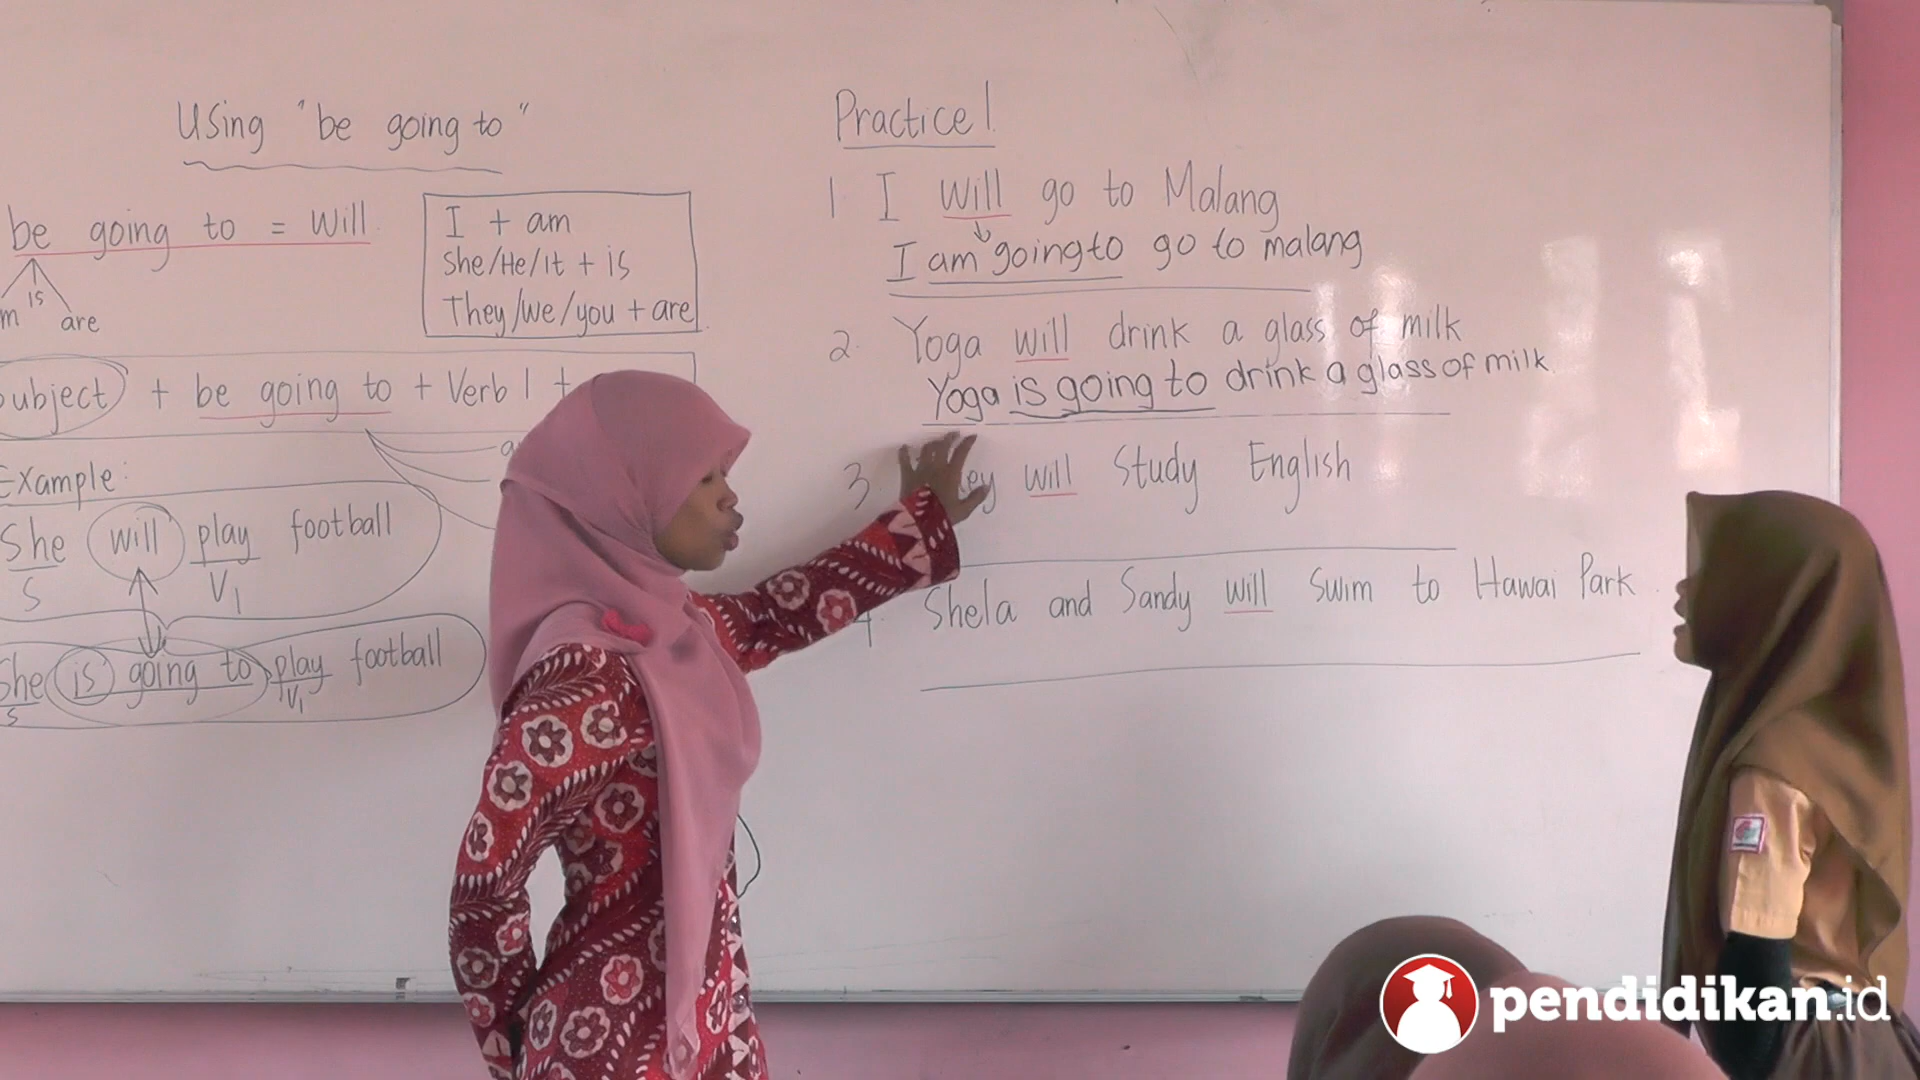 Using "be going to"
be going to = will
is
are
I + am
She/He/It + is
They/we/you + are
+ be going to + Verb 1 +
Example:
She will play football
S V1
She is going to play football
S V1
Practice 1
1. I will go to Malang
I am going to go to malang
2. Yoga will drink a glass of milk
Yoga is going to drink a glass of milk
3 will Study English
4. Shela and Sandy will Swim to Hawai Park.
pendidikan.id